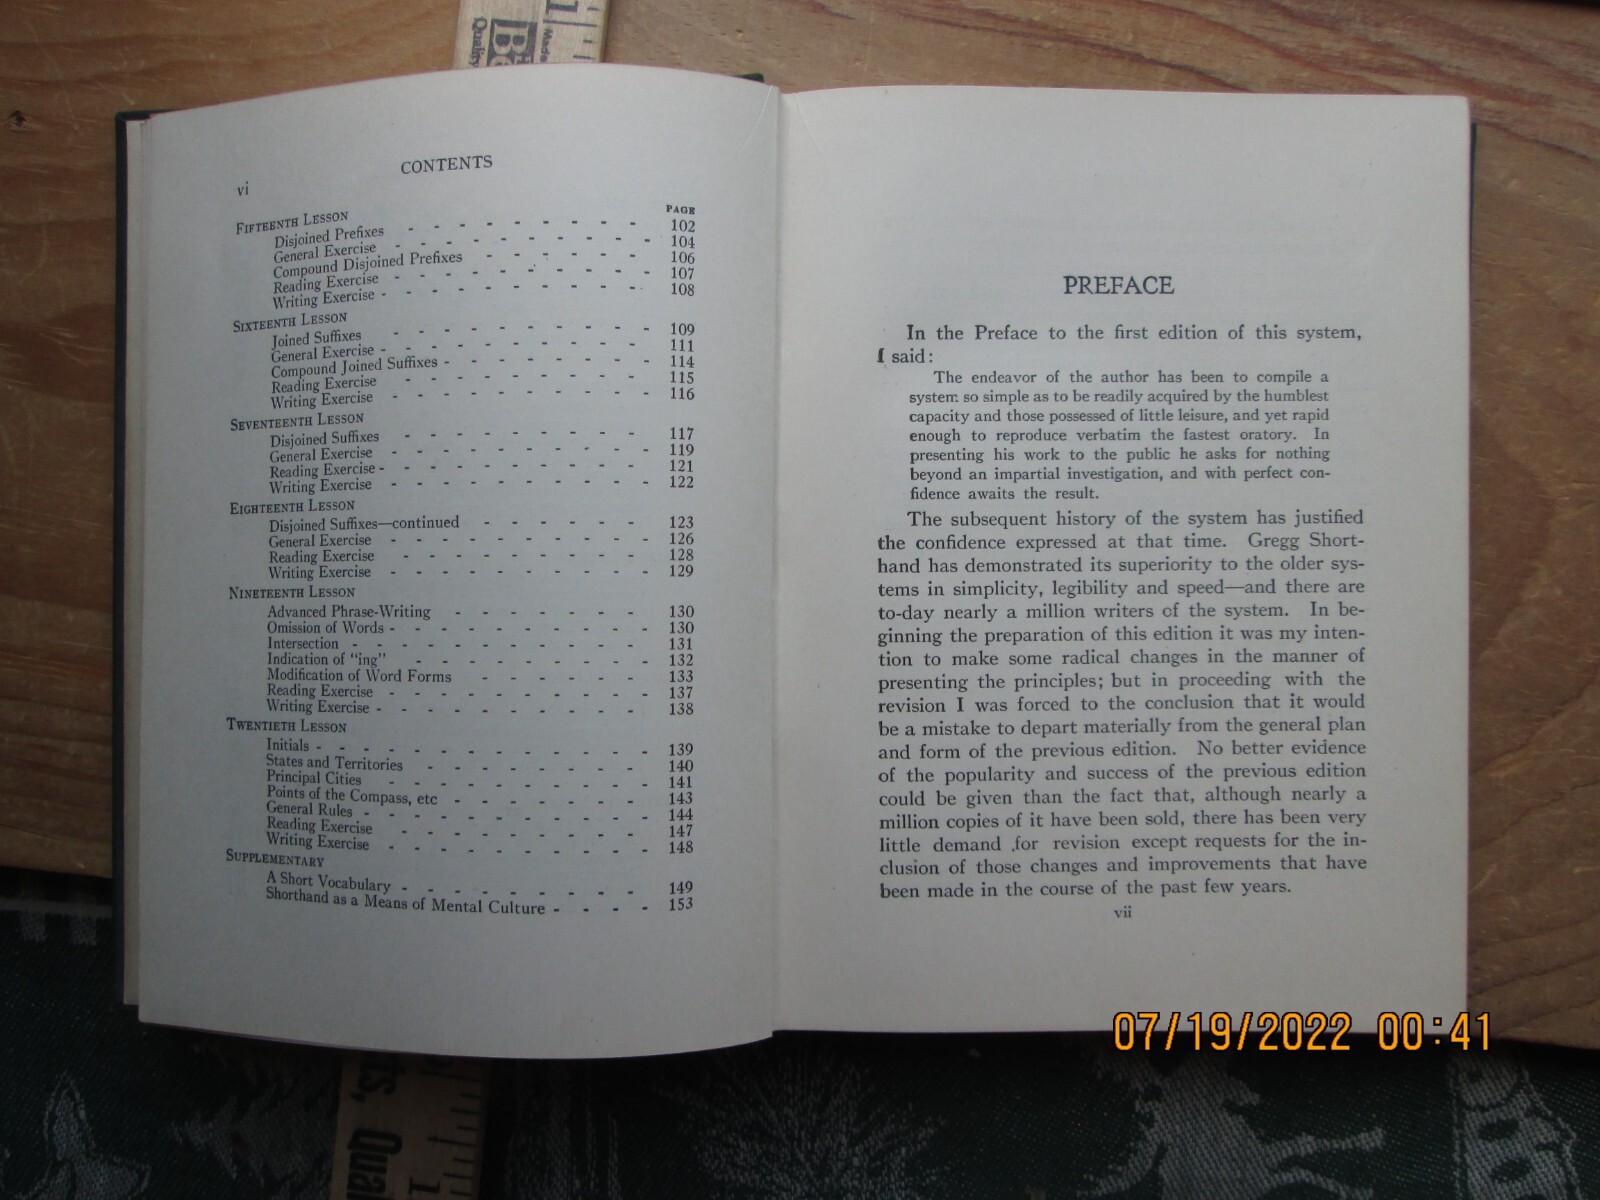 CONTENTS
vi
PAGE
FIFTEENTH LESSON
Disjoined Prefixes - - - - - - - - 102
General Exercise - - - - - - - - - 104
Compound Disjoined Prefixes - - - - - - 106
Reading Exercise - - - - - - - - - 107
Writing Exercise - - - - - - - - - 108
SIXTEENTH LESSON
Joined Suffixes - - - - - - - - - 109
General Exercise - - - - - - - - - 111
Compound Joined Suffixes - - - - - - - 114
Reading Exercise - - - - - - - - - 115
Writing Exercise - - - - - - - - - 116
SEVENTEENTH LESSON
Disjoined Suffixes - - - - - - - - 117
General Exercise - - - - - - - - - 119
Reading Exercise - - - - - - - - - 121
Writing Exercise - - - - - - - - - 122
EIGHTEENTH LESSON
Disjoined Suffixes—continued - - - - - - 123
General Exercise - - - - - - - - - 126
Reading Exercise - - - - - - - - - 128
Writing Exercise - - - - - - - - - 129
NINETEENTH LESSON
Advanced Phrase-Writing - - - - - - - 130
Omission of Words - - - - - - - - - 130
Intersection - - - - - - - - - - 131
Indication of "ing" - - - - - - - - 132
Modification of Word Forms - - - - - - 133
Reading Exercise - - - - - - - - - 137
Writing Exercise - - - - - - - - - 138
TWENTIETH LESSON
Initials - - - - - - - - - - - 139
States and Territories - - - - - - - - 140
Principal Cities - - - - - - - - - 141
Points of the Compass, etc - - - - - - - 143
General Rules - - - - - - - - - - 144
Reading Exercise - - - - - - - - - 147
Writing Exercise - - - - - - - - - 148
SUPPLEMENTARY
A Short Vocabulary - - - - - - - - - 149
Shorthand as a Means of Mental Culture - - - - 153
PREFACE
In the Preface to the first edition of this system,
I said:
The endeavor of the author has been to compile a
system so simple as to be readily acquired by the humblest
capacity and those possessed of little leisure, and yet rapid
enough to reproduce verbatim the fastest oratory. In
presenting his work to the public he asks for nothing
beyond an impartial investigation, and with perfect con-
fidence awaits the result.
The subsequent history of the system has justified
the confidence expressed at that time. Gregg Short-
hand has demonstrated its superiority to the older sys-
tems in simplicity, legibility and speed—and there are
to-day nearly a million writers of the system. In be-
ginning the preparation of this edition it was my inten-
tion to make some radical changes in the manner of
presenting the principles; but in proceeding with the
revision I was forced to the conclusion that it would
be a mistake to depart materially from the general plan
and form of the previous edition. No better evidence
of the popularity and success of the previous edition
could be given than the fact that, although nearly a
million copies of it have been sold, there has been very
little demand for revision except requests for the in-
clusion of those changes and improvements that have
been made in the course of the past few years.
vii
07/19/2022 00:41
1
Made
Quality
Qua
1